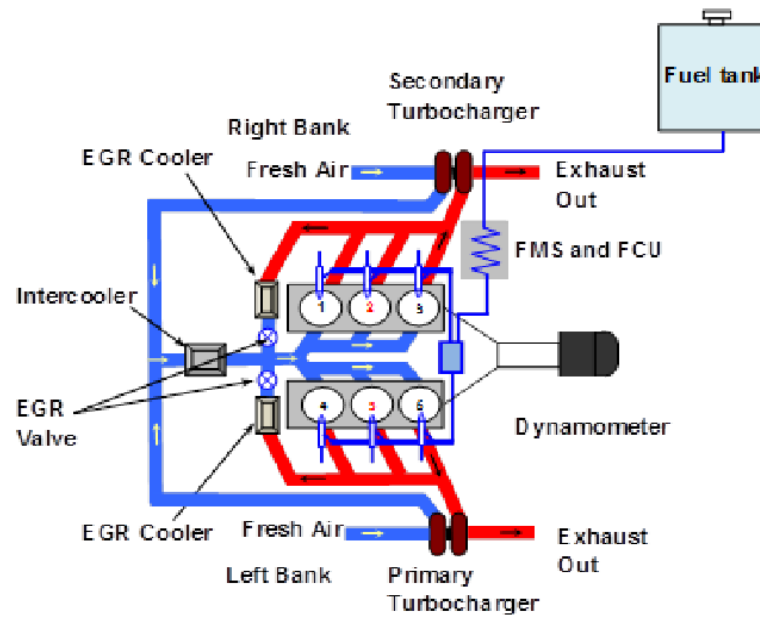 Secondary
Turbocharger
Fuel tank
Right Bank
EGR Cooler
Fresh Air
Exhaust
Out
FMS and FCU
Intercooler
1
2
3
4
5
6
EGR
Valve
Dynamometer
EGR Cooler
Fresh Air
Exhaust
Out
Left Bank
Primary
Turbocharger